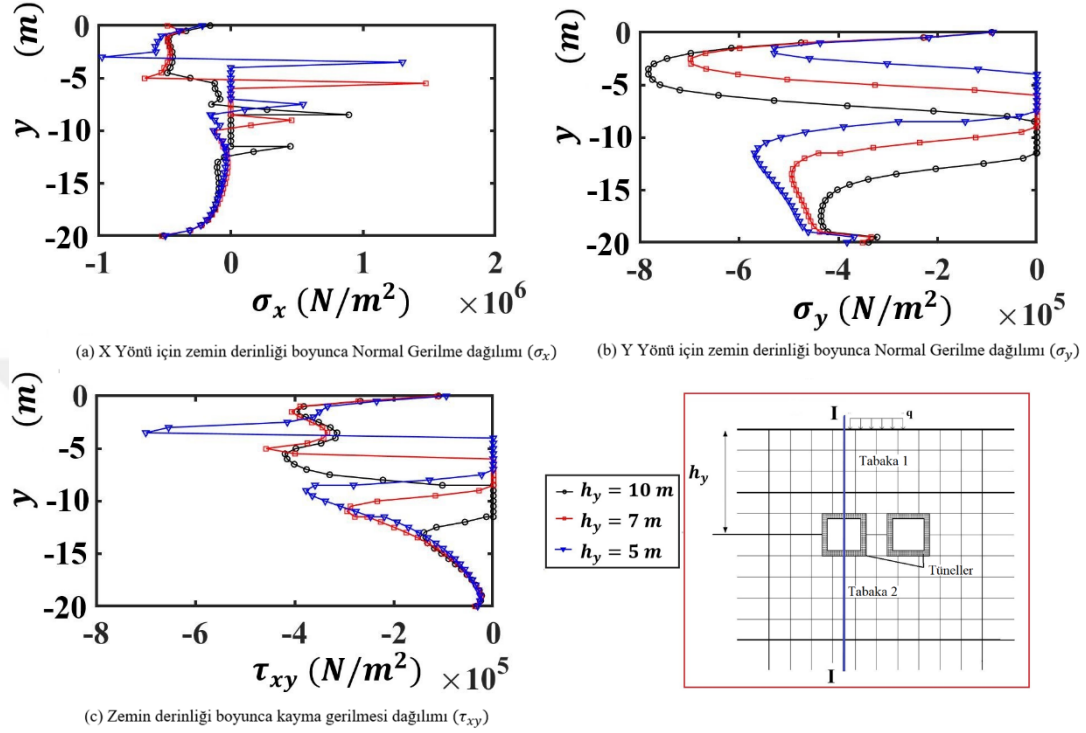 y (m)
0
-5
-10
-15
-20
-1
0
1
2
σx (N/m²)
×10⁶
(a) X Yönü için zemin derinliği boyunca Normal Gerilme dağılımı (σx)
y (m)
0
-5
-10
-15
-20
-8
-6
-4
-2
0
σy (N/m²)
×10⁵
(b) Y Yönü için zemin derinliği boyunca Normal Gerilme dağılımı (σy)
y (m)
0
-5
-10
-15
-20
-8
-6
-4
-2
0
τxy (N/m²)
×10⁵
(c) Zemin derinliği boyunca kayma gerilmesi dağılımı (τxy)
hy = 10 m
hy = 7 m
hy = 5 m
I
q
hy
Tabaka 1
Tüneller
Tabaka 2
I